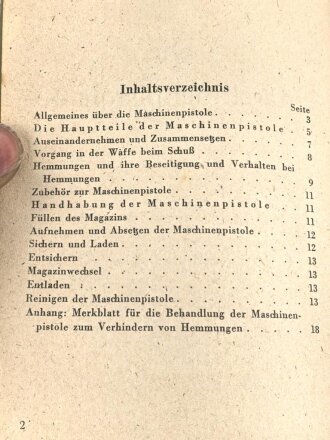 Inhaltsverzeichnis
Seite
Allgemeines über die Maschinenpistole . . . . 3
Die Hauptteile der Maschinenpistole . . 5
Auseinandernehmen und Zusammensetzen . . . . 7
Vorgang in der Waffe beim Schuß . . . . . 8
Hemmungen und ihre Beseitigung und Verhalten bei
Hemmungen . . . . . . . . . 9
Zubehör zur Maschinenpistole . . . . . . 11
Handhabung der Maschinenpistole . . . 11
Füllen des Magazins . . . . . . . . 11
Aufnehmen und Absetzen der Maschinenpistole . . 12
Sichern und Laden . . . . . . . . . 12
Entsichern . . . . . . . . . . . 13
Magazinwechsel . . . . . . . . . 13
Entladen . . . . . . . . . . . 13
Reinigen der Maschinenpistole . . . . . . 13
Anhang: Merkblatt für die Behandlung der Maschinen-
pistole zum Verhindern von Hemmungen . . . 18
2